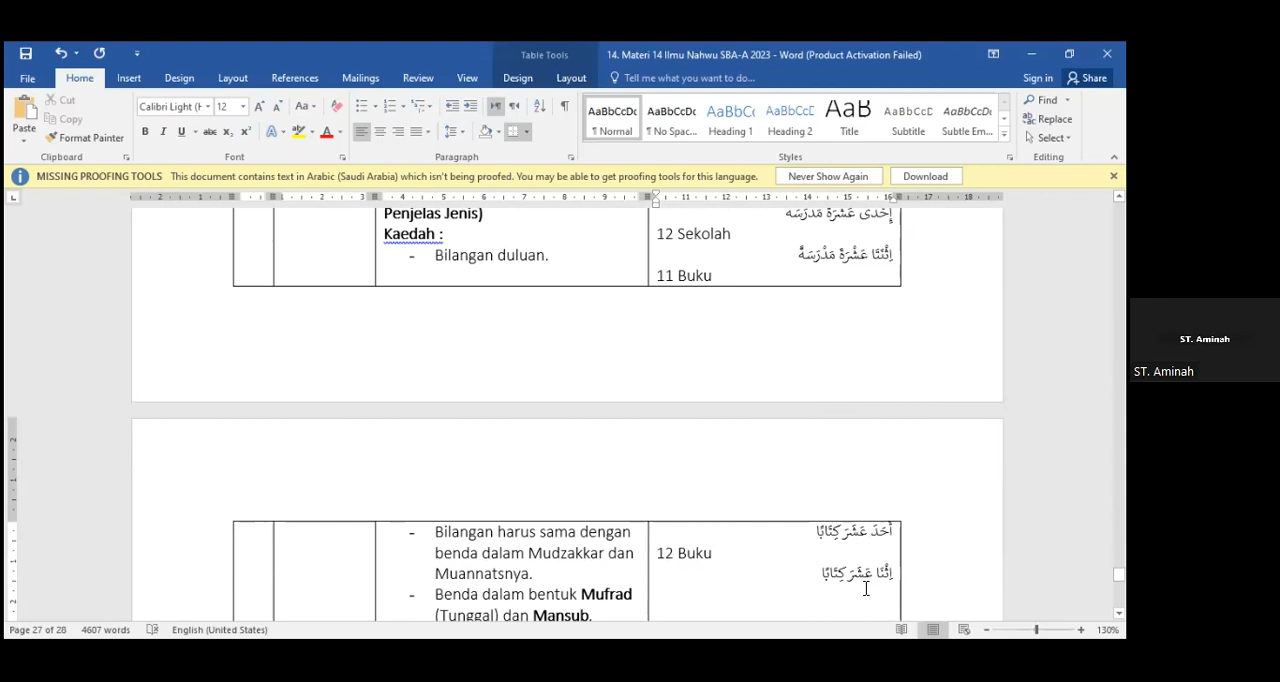 Table Tools
14. Materi 14 Ilmu Nahwu SBA-A 2023 - Word (Product Activation Failed)
File Home Insert Design Layout References Mailings Review View Design Layout Tell me what you want to do... Sign in Share
Paste
Cut
Copy
Format Painter
Clipboard
Calibri Light (H 12
Font
Paragraph
AaBbCcDc AaBbCcDc AaBbCc AaBbCcC AaB AaBbCcD AaBbCcDc
¶ Normal ¶ No Spac... Heading 1 Heading 2 Title Subtitle Subtle Em...
Styles
Find
Replace
Select
Editing
MISSING PROOFING TOOLS This document contains text in Arabic (Saudi Arabia) which isn't being proofed. You may be able to get proofing tools for this language. Never Show Again Download
Penjelas Jenis)
Kaedah :
- Bilangan duluan.
إِحْدَى عَشْرَةَ مَدْرَسَة
12 Sekolah
اِثْنَتَا عَشْرَةَ مَدْرَسَةً
11 Buku
- Bilangan harus sama dengan
benda dalam Mudzakkar dan
Muannatsnya.
- Benda dalam bentuk Mufrad
(Tunggal) dan Mansub.
أَحَدَ عَشَرَ كِتَابًا
12 Buku
اِثْنَا عَشَرَ كِتَابًا
ST. Aminah
ST. Aminah
Page 27 of 28 4607 words English (United States) 130%